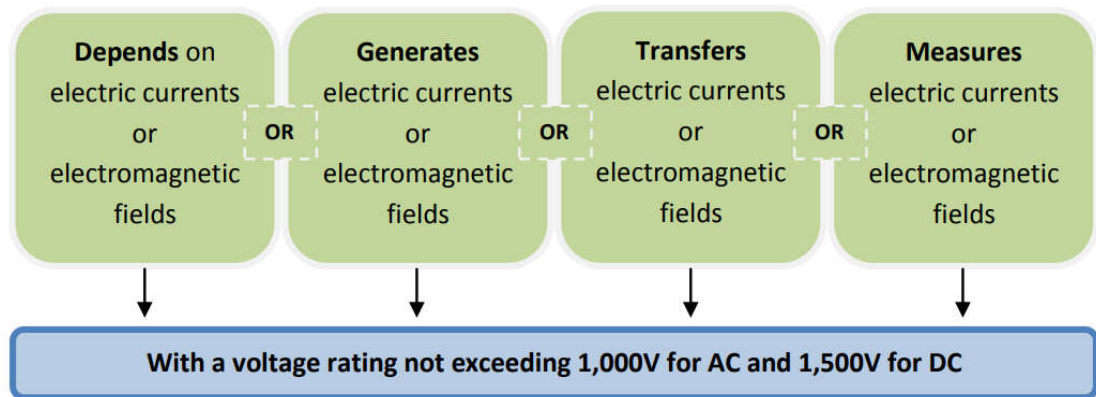 Depends on
electric currents
or
electromagnetic
fields
OR
Generates
electric currents
or
electromagnetic
fields
OR
Transfers
electric currents
or
electromagnetic
fields
OR
Measures
electric currents
or
electromagnetic
fields
With a voltage rating not exceeding 1,000V for AC and 1,500V for DC